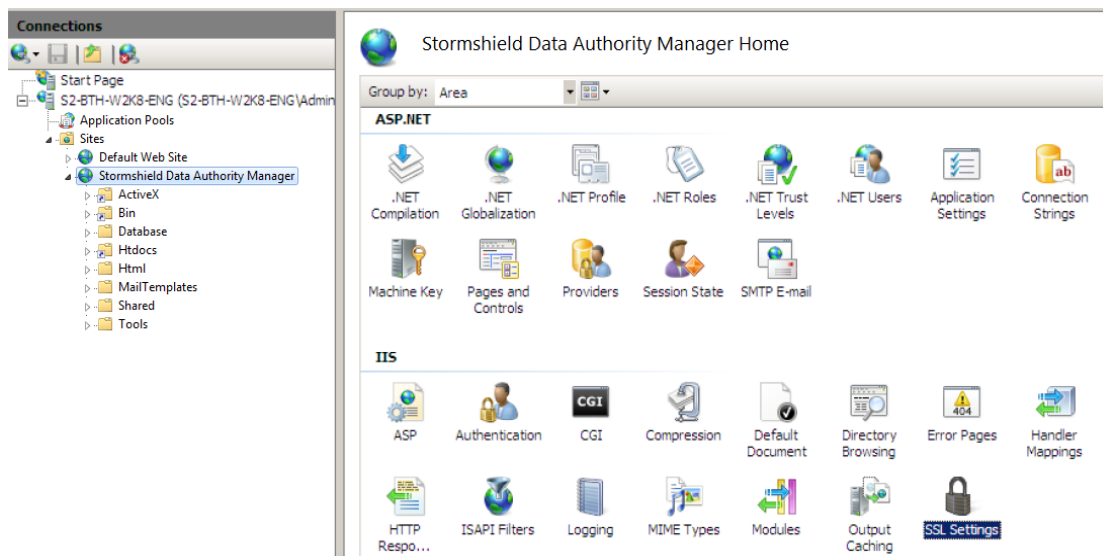 Connections
Start Page
S2-BTH-W2K8-ENG (S2-BTH-W2K8-ENG\Admin
Application Pools
Sites
Default Web Site
Stormshield Data Authority Manager
ActiveX
Bin
Database
Htdocs
Html
MailTemplates
Shared
Tools
Stormshield Data Authority Manager Home
Group by: Area
ASP.NET
.NET Compilation
.NET Globalization
.NET Profile
.NET Roles
.NET Trust Levels
.NET Users
Application Settings
Connection Strings
Machine Key
Pages and Controls
Providers
Session State
SMTP E-mail
IIS
ASP
Authentication
CGI
CGI
Compression
Default Document
Directory Browsing
404
Error Pages
Handler Mappings
HTTP Respo...
ISAPI Filters
Logging
MIME Types
Modules
Output Caching
SSL Settings
ab